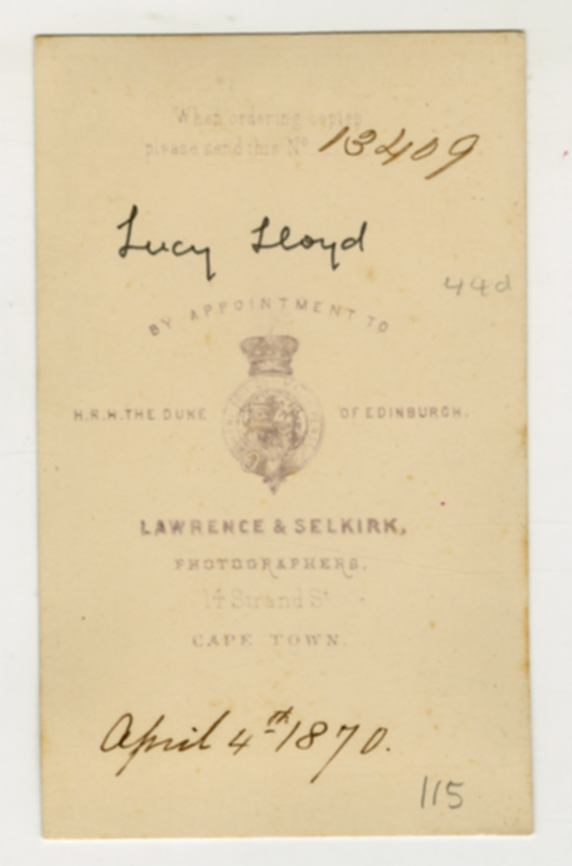 When ordering copies
please send this No 13409
Lucy Lloyd
44d
BY APPOINTMENT TO
H.R.H. THE DUKE OF EDINBURGH.
LAWRENCE & SELKIRK,
PHOTOGRAPHERS,
14 Strand St
CAPE TOWN.
April 4th 1870.
115